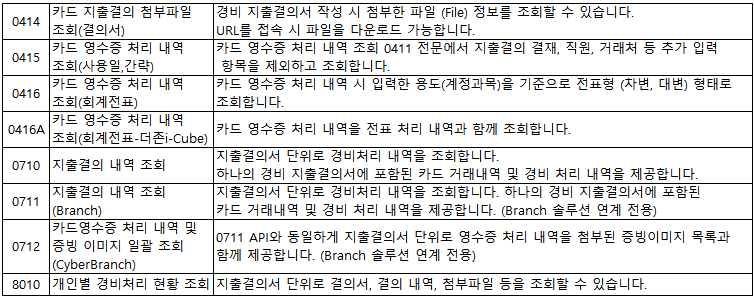 0414
카드 지출결의 첨부파일
조회(결의서)
경비 지출결의서 작성 시 첨부한 파일 (File) 정보를 조회할 수 있습니다.
URL를 접속 시 파일을 다운로드 가능합니다.
0415
카드 영수증 처리 내역
조회(사용일,간략)
카드 영수증 처리 내역 조회 0411 전문에서 지출결의 결재, 직원, 거래처 등 추가 입력
항목을 제외하고 조회합니다.
0416
카드 영수증 처리 내역
조회(회계전표)
카드 영수증 처리 내역 시 입력한 용도(계정과목)을 기준으로 전표형 (차변, 대변) 형태로
조회합니다.
0416A
카드 영수증 처리 내역
조회(회계전표-더존i-Cube)
카드 영수증 처리 내역을 전표 처리 내역과 함께 조회합니다.
0710
지출결의 내역 조회
지출결의서 단위로 경비처리 내역을 조회합니다.
하나의 경비 지출결의서에 포함된 카드 거래내역 및 경비 처리 내역을 제공합니다.
0711
지출결의 내역 조회
(Branch)
지출결의서 단위로 경비처리 내역을 조회합니다. 하나의 경비 지출결의서에 포함된
카드 거래내역 및 경비 처리 내역을 제공합니다. (Branch 솔루션 연계 전용)
0712
카드영수증 처리 내역 및
증빙 이미지 일괄 조회
(CyberBranch)
0711 API와 동일하게 지출결의서 단위로 영수증 처리 내역을 첨부된 증빙이미지 목록과
함께 제공합니다. (Branch 솔루션 연계 전용)
8010
개인별 경비처리 현황 조회
지출결의서 단위로 결의서, 결의 내역, 첨부파일 등을 조회할 수 있습니다.